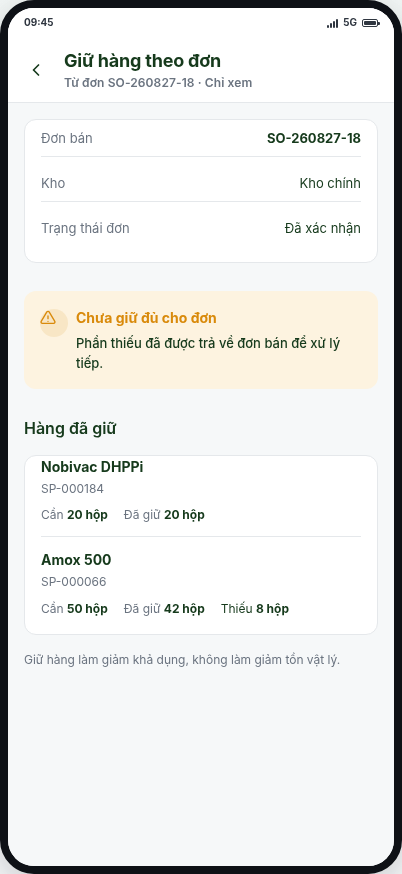 09:45
5G
Giữ hàng theo đơn
Từ đơn SO-260827-18 · Chỉ xem
Đơn bán SO-260827-18
Kho Kho chính
Trạng thái đơn Đã xác nhận
Chưa giữ đủ cho đơn
Phần thiếu đã được trả về đơn bán để xử lý
tiếp.
Hàng đã giữ
Nobivac DHPPi
SP-000184
Cần 20 hộp Đã giữ 20 hộp
Amox 500
SP-000066
Cần 50 hộp Đã giữ 42 hộp Thiếu 8 hộp
Giữ hàng làm giảm khả dụng, không làm giảm tồn vật lý.